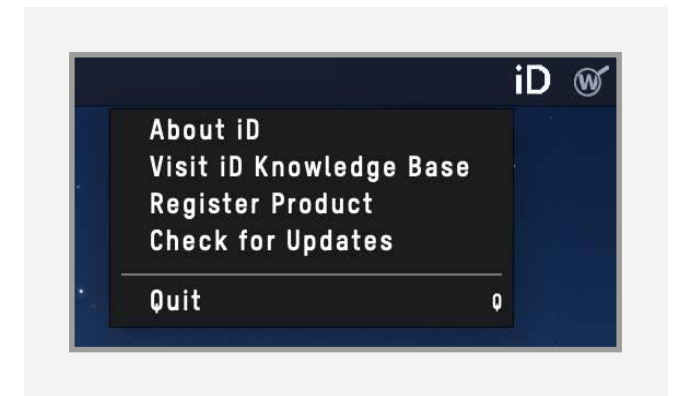 iD W
About iD
Visit iD Knowledge Base
Register Product
Check for Updates
Quit Q